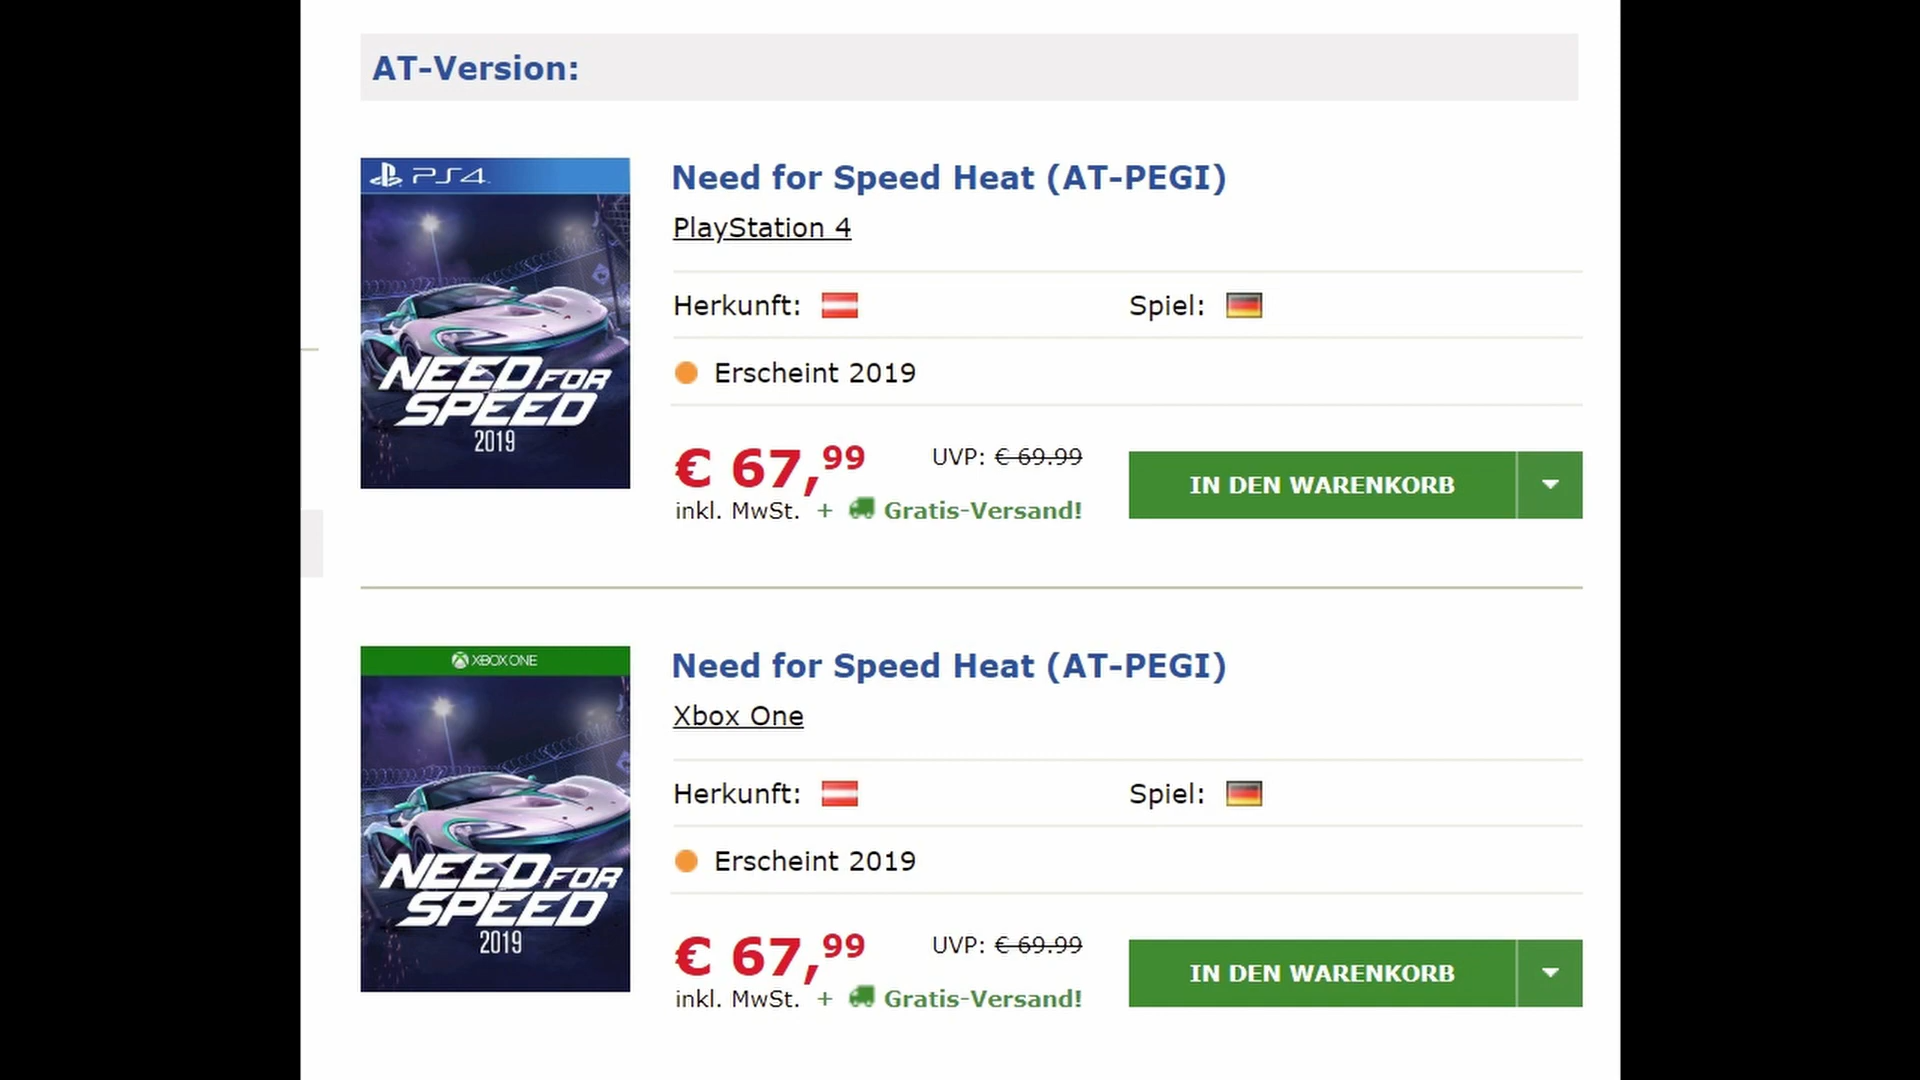 AT-Version:
PS4
NEED FOR
SPEED
2019
Need for Speed Heat (AT-PEGI)
PlayStation 4
Herkunft:
Spiel:
Erscheint 2019
€ 67,99
UVP: € 69.99
inkl. MwSt. + Gratis-Versand!
IN DEN WARENKORB
XBOX ONE
NEED FOR
SPEED
2019
Need for Speed Heat (AT-PEGI)
Xbox One
Herkunft:
Spiel:
Erscheint 2019
€ 67,99
UVP: € 69.99
inkl. MwSt. + Gratis-Versand!
IN DEN WARENKORB